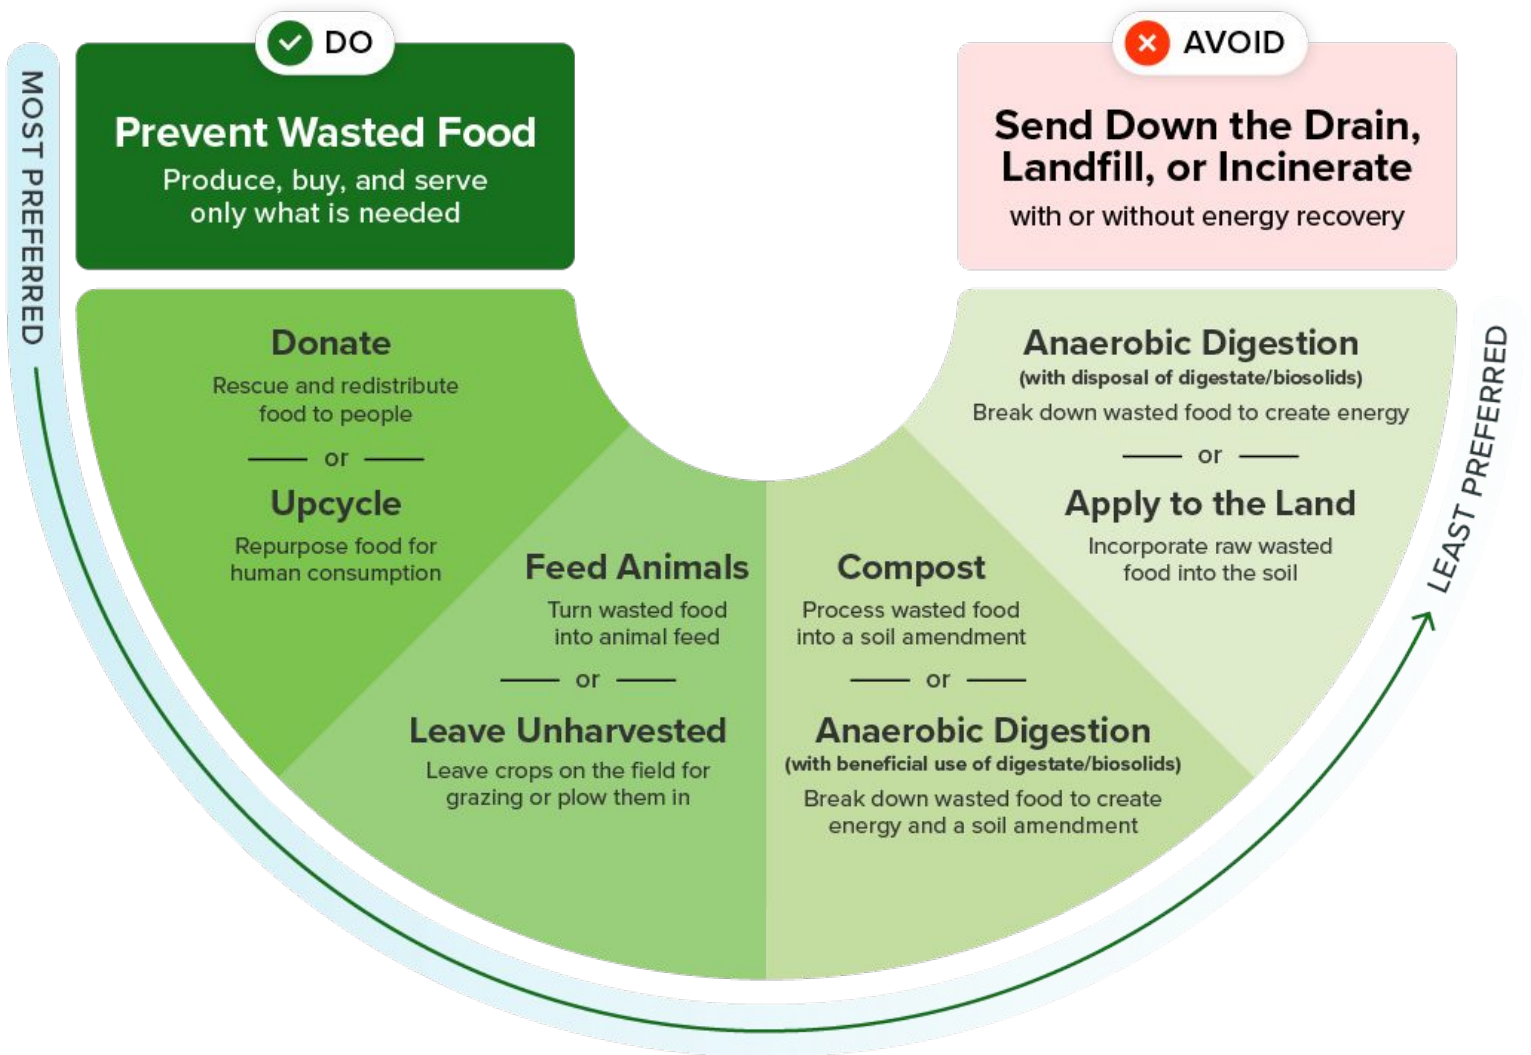 DO
Prevent Wasted Food
Produce, buy, and serve
only what is needed
AVOID
Send Down the Drain,
Landfill, or Incinerate
with or without energy recovery
MOST PREFERRED
Donate
Rescue and redistribute
food to people
or
Upcycle
Repurpose food for
human consumption
Feed Animals
Turn wasted food
into animal feed
or
Leave Unharvested
Leave crops on the field for
grazing or plow them in
Compost
Process wasted food
into a soil amendment
or
Anaerobic Digestion
(with beneficial use of digestate/biosolids)
Break down wasted food to create
energy and a soil amendment
Anaerobic Digestion
(with disposal of digestate/biosolids)
Break down wasted food to create energy
or
Apply to the Land
Incorporate raw wasted
food into the soil
LEAST PREFERRED